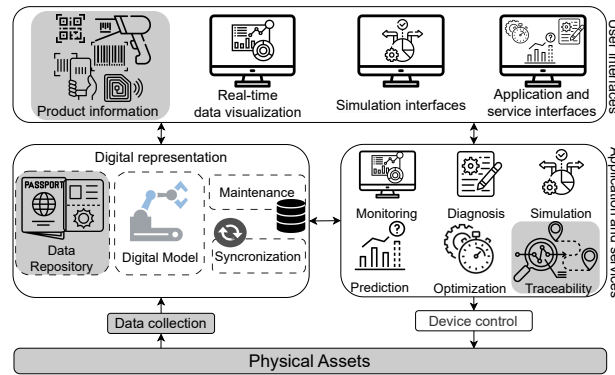 Product information
Real-time
data visualization
Simulation interfaces
Application and
service interfaces
User interfaces
Digital representation
PASSPORT
Data
Repository
Digital Model
Maintenance
Syncronization
Monitoring
Diagnosis
Simulation
Prediction
Optimization
Traceability
Application and services
Data collection
Device control
Physical Assets